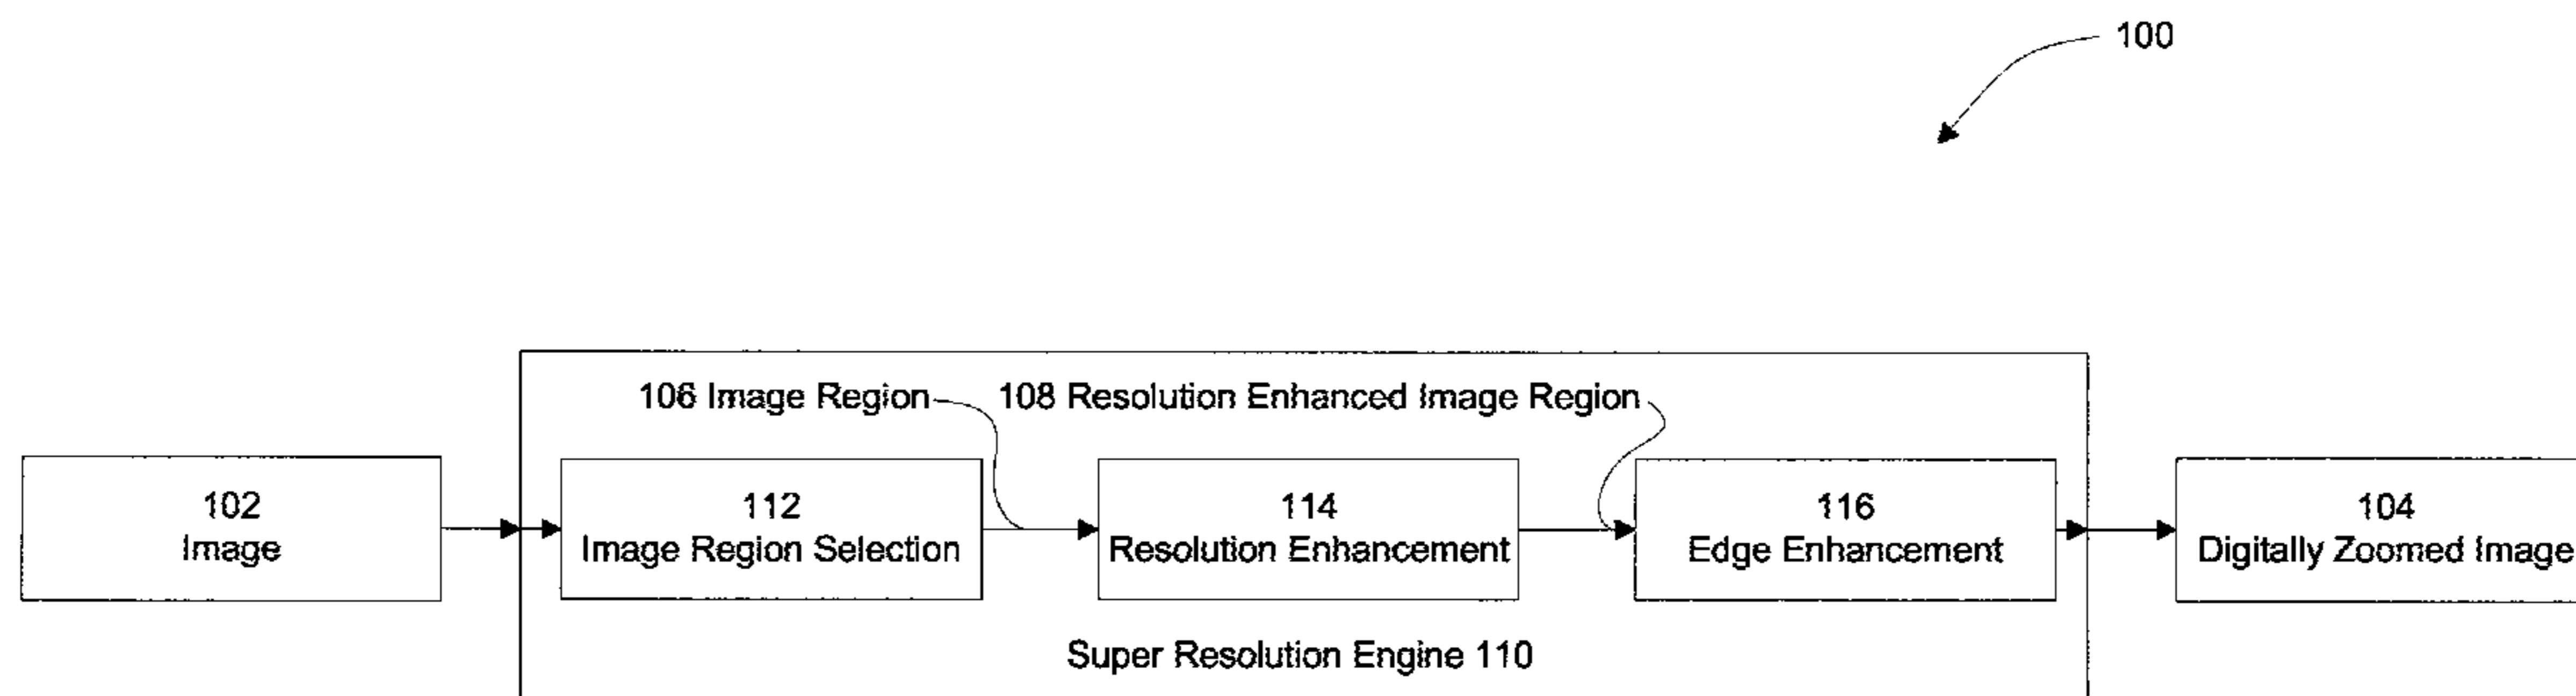 100
106 Image Region
108 Resolution Enhanced Image Region
102
Image
112
Image Region Selection
114
Resolution Enhancement
116
Edge Enhancement
104
Digitally Zoomed Image
Super Resolution Engine 110